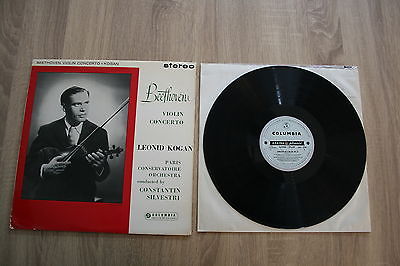 BEETHOVEN VIOLIN CONCERTO • KOGAN
stereo
Beethoven
VIOLIN
CONCERTO
LEONID KOGAN
PARIS
CONSERVATOIRE
ORCHESTRA
conducted by
CONSTANTIN
SILVESTRI
COLUMBIA
COLUMBIA